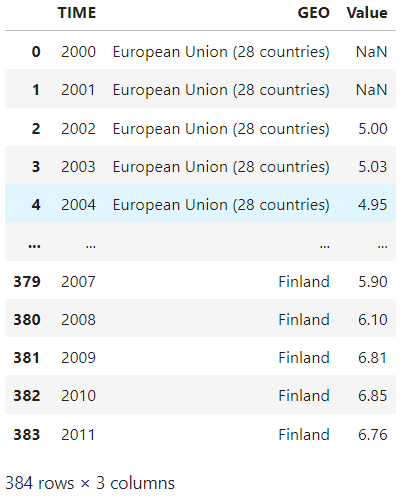 TIME GEO Value
0 2000 European Union (28 countries) NaN
1 2001 European Union (28 countries) NaN
2 2002 European Union (28 countries) 5.00
3 2003 European Union (28 countries) 5.03
4 2004 European Union (28 countries) 4.95
... ... ... ...
379 2007 Finland 5.90
380 2008 Finland 6.10
381 2009 Finland 6.81
382 2010 Finland 6.85
383 2011 Finland 6.76
384 rows × 3 columns